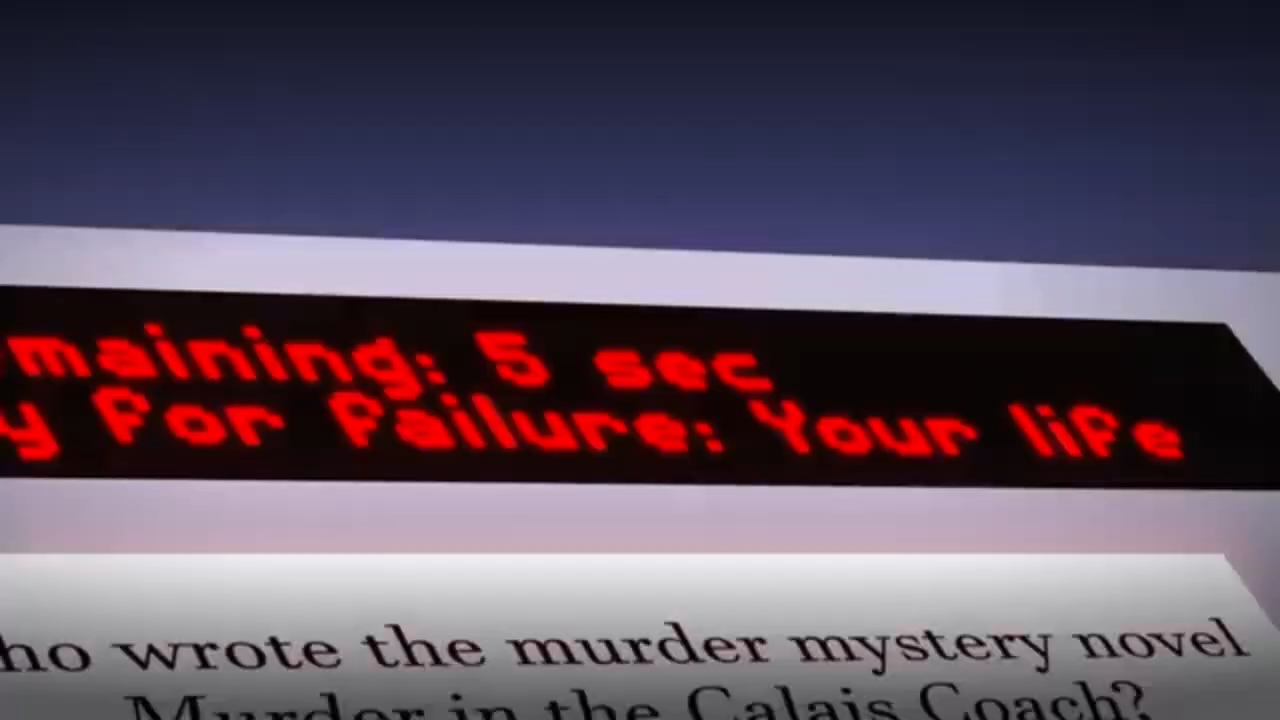 maining: 5 sec
y for failure: Your life
ho wrote the murder mystery novel
Murder in the Calais Coach?